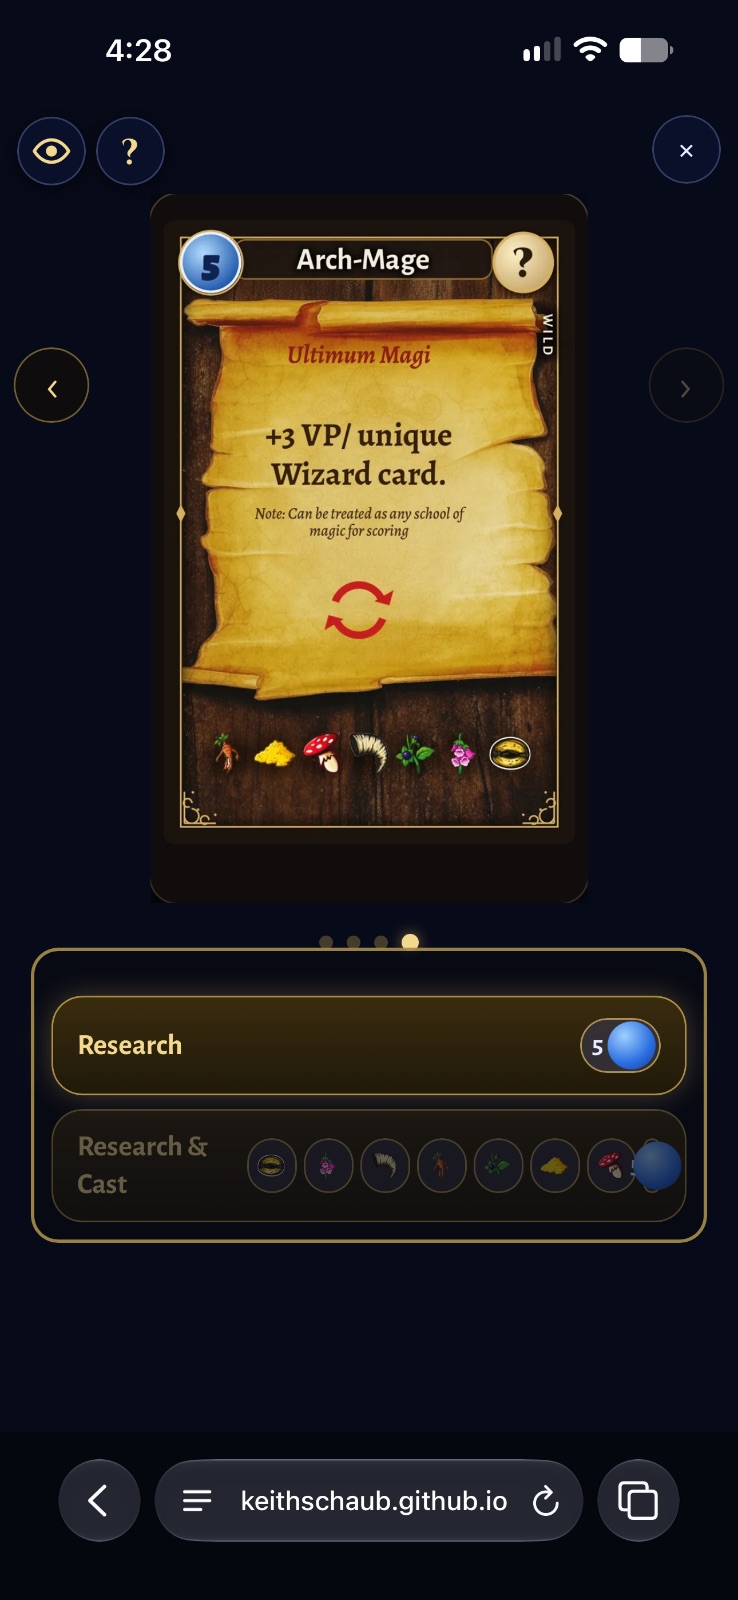 4:28
?
×
5
Arch-Mage
?
WILD
Ultimum Magi
+3 VP/ unique
Wizard card.
Note: Can be treated as any school of
magic for scoring
Research
5
Research &
Cast
keithschaub.github.io